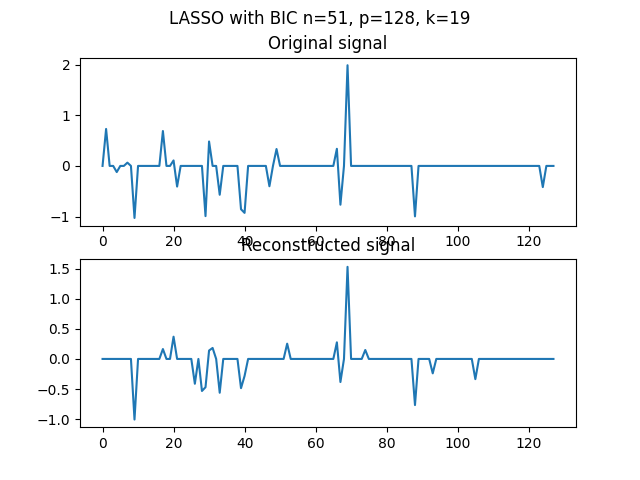 LASSO with BIC n=51, p=128, k=19
Original signal
2
1
0
−1
0 20 40 60 80 100 120
Reconstructed signal
1.5
1.0
0.5
0.0
−0.5
−1.0
0 20 40 60 80 100 120